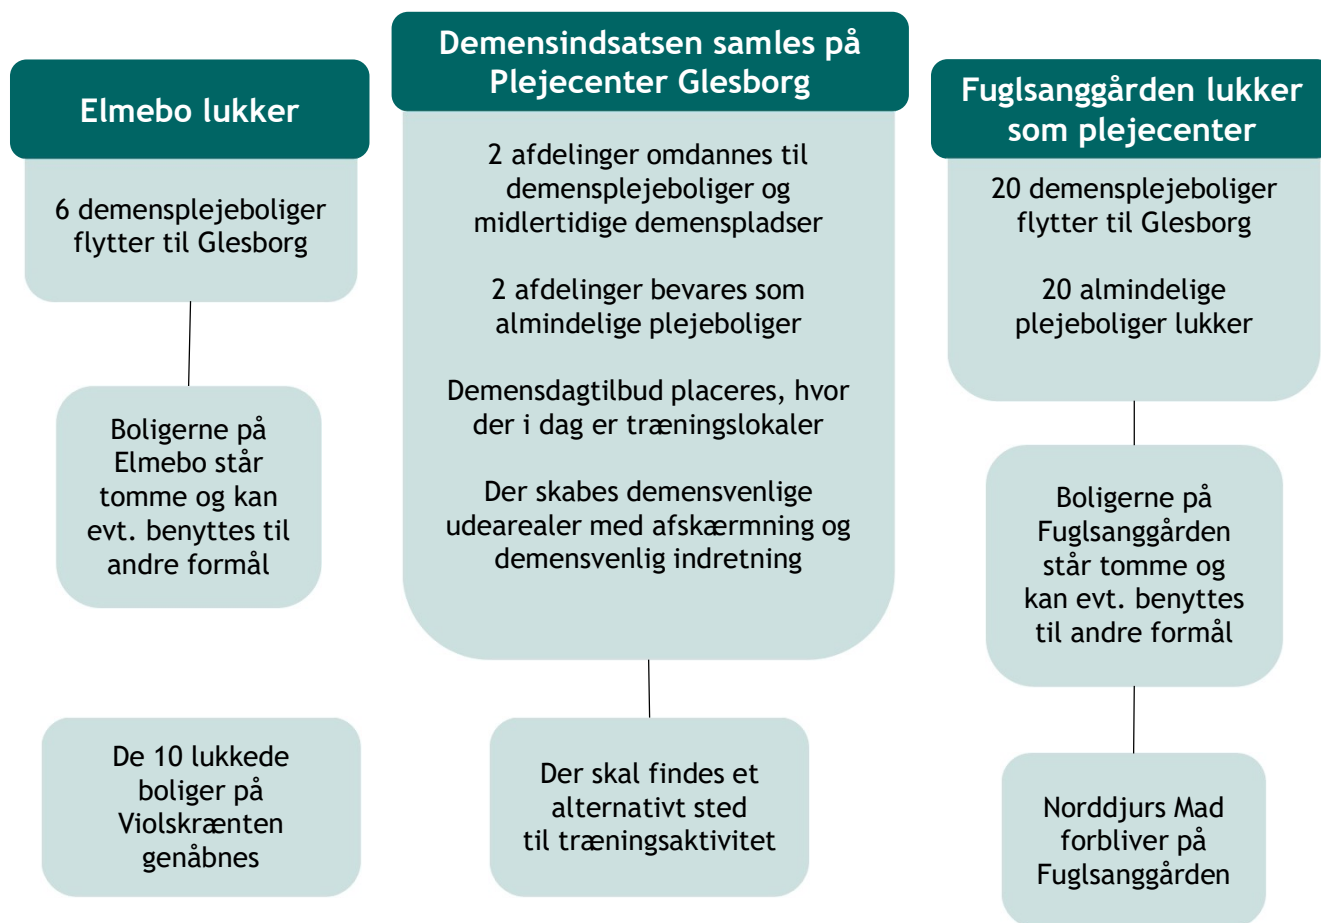 Elmebo lukker
6 demensplejeboliger
flytter til Glesborg
Boligerne på
Elmebo står
tomme og kan
evt. benyttes til
andre formål
De 10 lukkede
boliger på
Violskrænten
genåbnes
Demensindsatsen samles på
Plejecenter Glesborg
2 afdelinger omdannes til
demensplejeboliger og
midlertidige demenspladser
2 afdelinger bevares som
almindelige plejeboliger
Demensdagtilbud placeres, hvor
der i dag er træningslokaler
Der skabes demensvenlige
udearealer med afskærmning og
demensvenlig indretning
Der skal findes et
alternativt sted
til træningsaktivitet
Fuglsanggården lukker
som plejecenter
20 demensplejeboliger
flytter til Glesborg
20 almindelige
plejeboliger lukker
Boligerne på
Fuglsanggården
står tomme og
kan evt. benyttes
til andre formål
Norddjurs Mad
forbliver på
Fuglsanggården